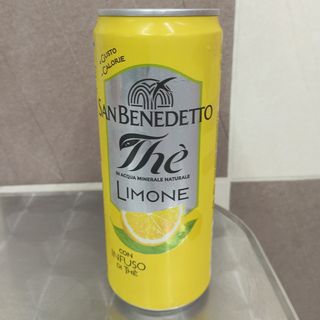 +GUSTO
-CALORIE
SAN BENEDETTO
Thè
IN ACQUA MINERALE NATURALE
LIMONE
CON
INFUSO
DI THÈ